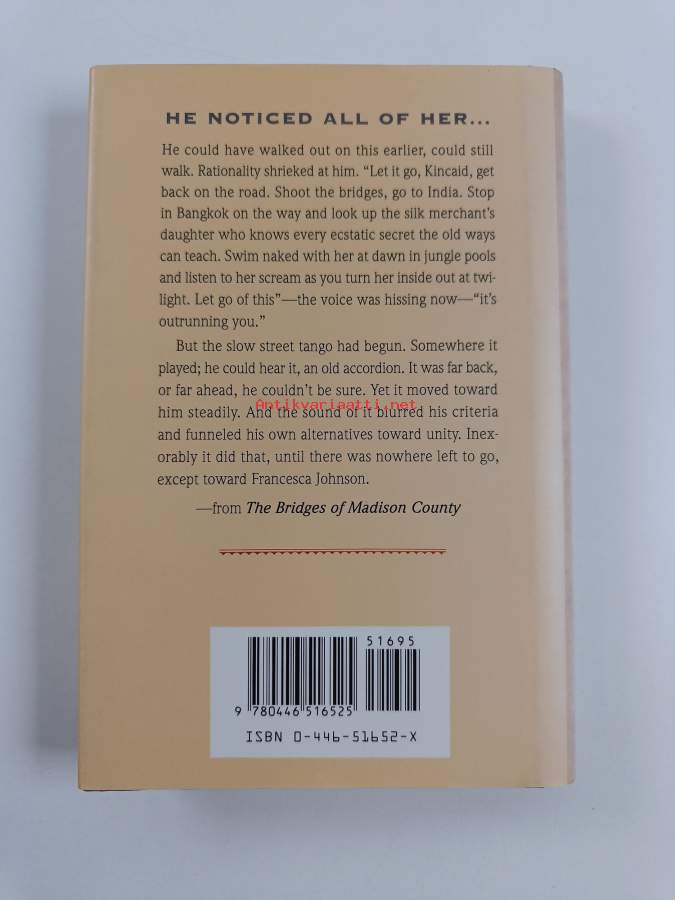 HE NOTICED ALL OF HER...
He could have walked out on this earlier, could still
walk. Rationality shrieked at him. “Let it go, Kincaid, get
back on the road. Shoot the bridges, go to India. Stop
in Bangkok on the way and look up the silk merchant’s
daughter who knows every ecstatic secret the old ways
can teach. Swim naked with her at dawn in jungle pools
and listen to her scream as you turn her inside out at twi-
light. Let go of this”—the voice was hissing now—“it’s
outrunning you.”
But the slow street tango had begun. Somewhere it
played; he could hear it, an old accordion. It was far back,
or far ahead, he couldn’t be sure. Yet it moved toward
Antikvariaatti.net
him steadily. And the sound of it blurred his criteria
and funneled his own alternatives toward unity. Inex-
orably it did that, until there was nowhere left to go,
except toward Francesca Johnson.
—from The Bridges of Madison County
51695
9 780446 516525
ISBN 0-446-51652-X